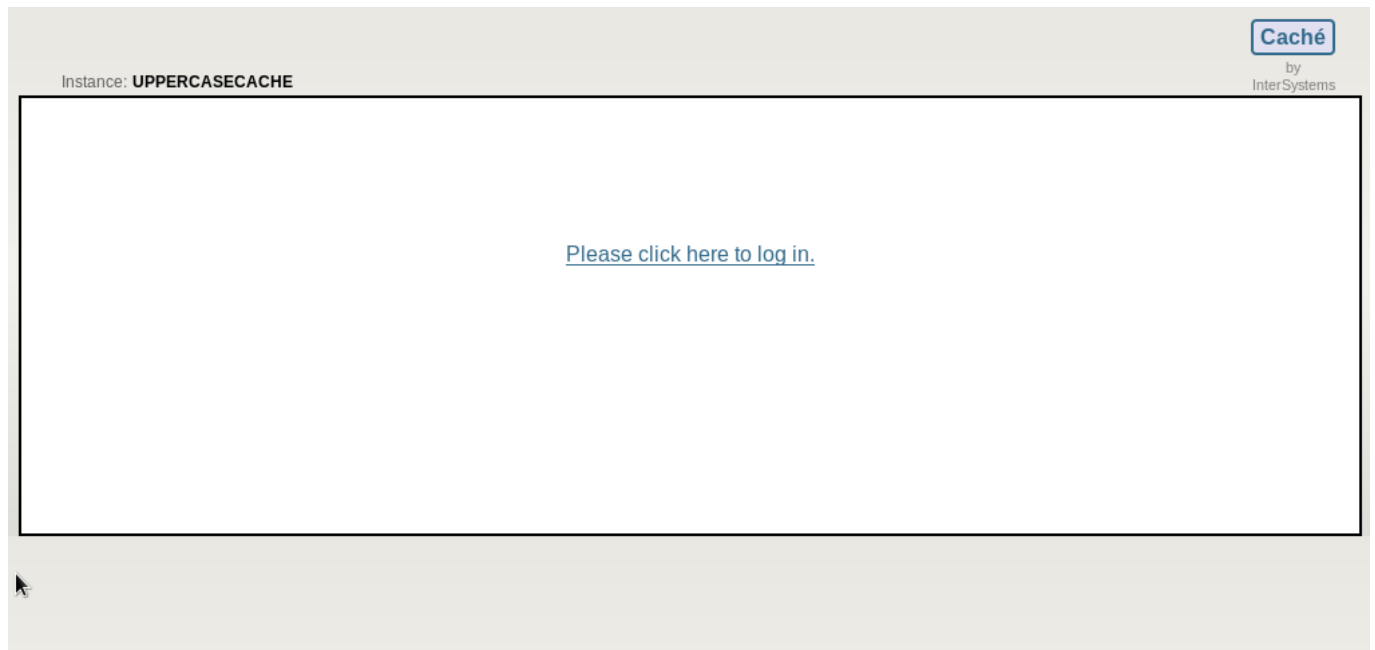 Caché
by
InterSystems
Instance: UPPERCASECACHE
Please click here to log in.